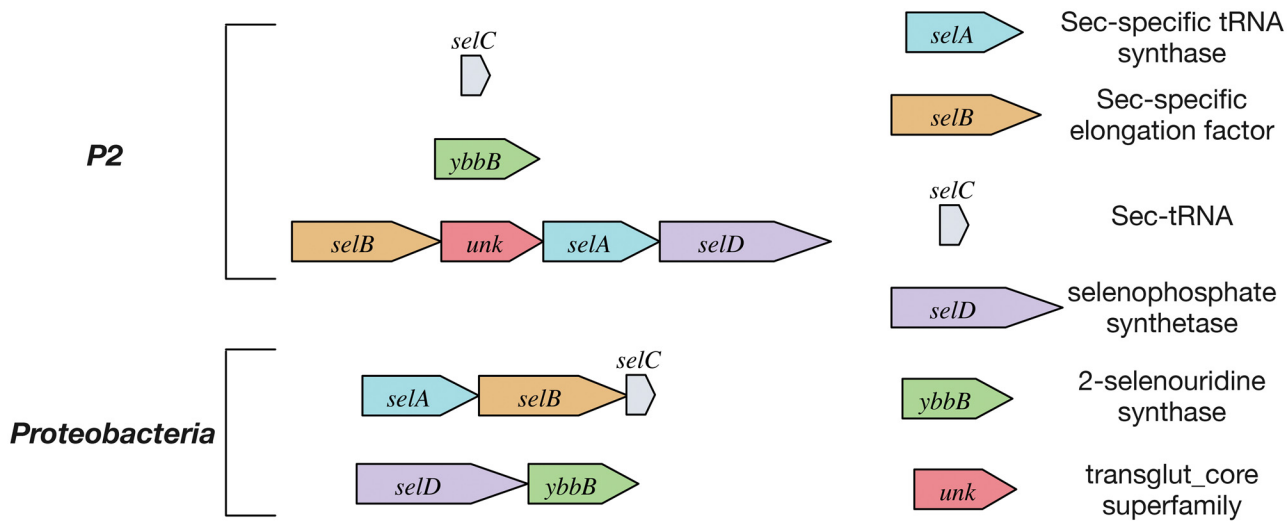 selC
P2
ybbB
selB unk selA selD
selC
Proteobacteria
selA selB
selD ybbB
selA Sec-specific tRNA
synthase
selB Sec-specific
elongation factor
selC
Sec-tRNA
selD selenophosphate
synthetase
ybbB 2-selenouridine
synthase
unk transglut_core
superfamily